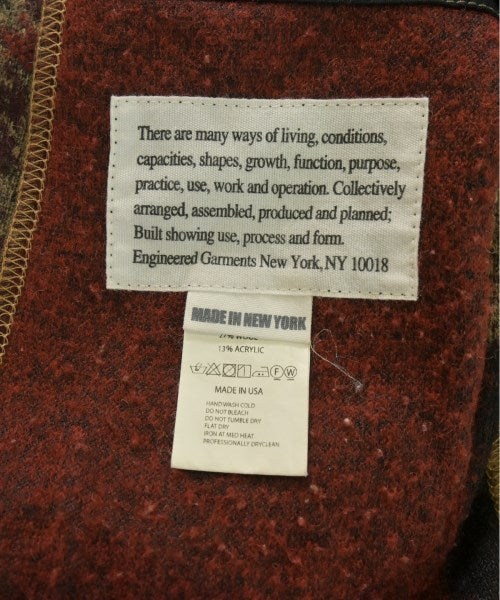 There are many ways of living, conditions,
capacities, shapes, growth, function, purpose,
practice, use, work and operation. Collectively
arranged, assembled, produced and planned;
Built showing use, process and form.
Engineered Garments New York, NY 10018
MADE IN NEW YORK
13% ACRYLIC
F W
MADE IN USA
HAND WASH COLD
DO NOT BLEACH
DO NOT TUMBLE DRY
FLAT DRY
IRON AT MED HEAT
PROFESSIONALLY DRYCLEAN